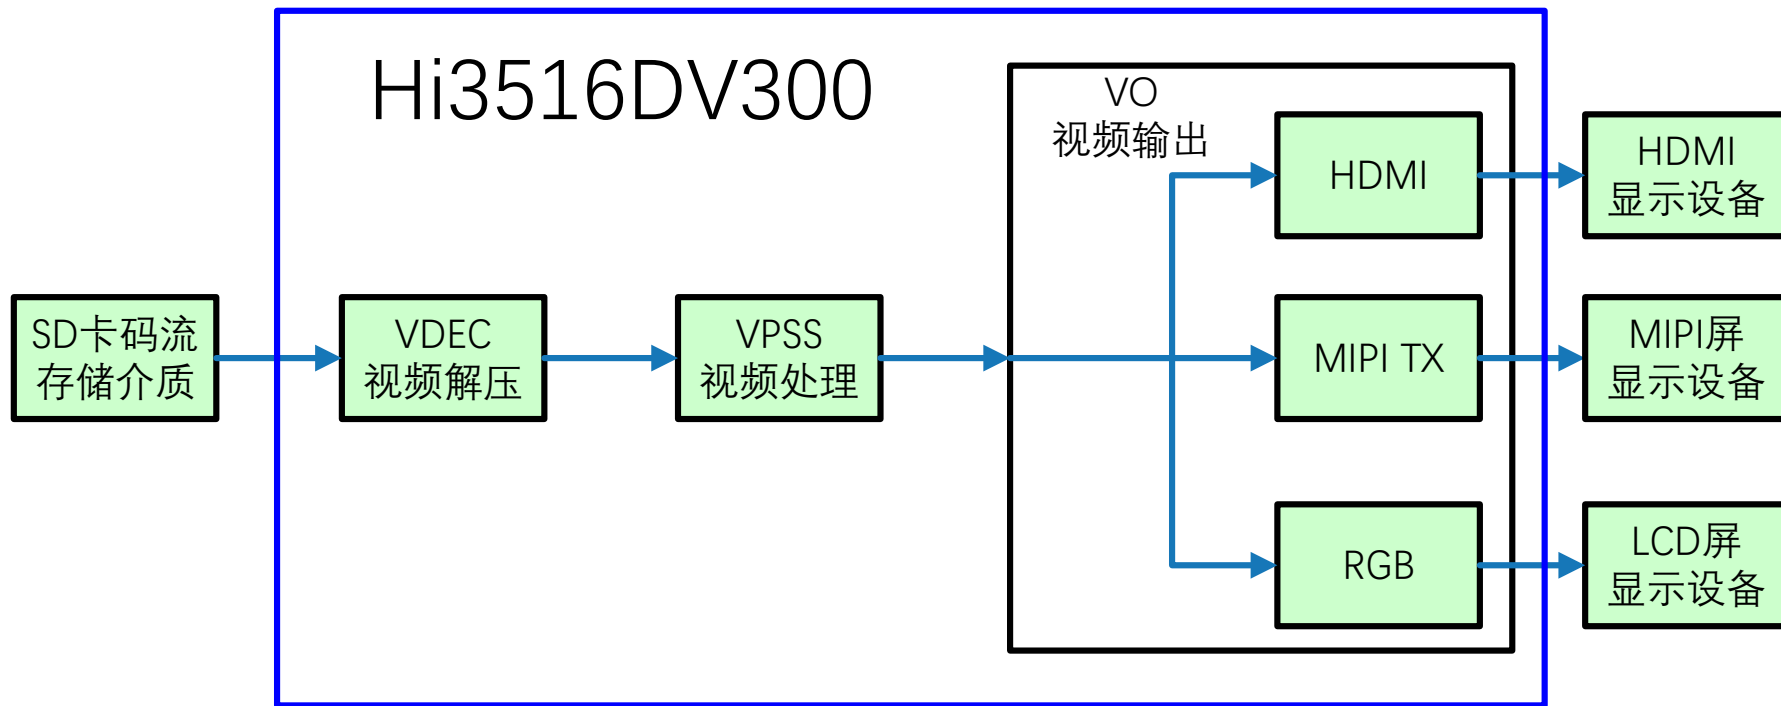 Hi3516DV300
VO
视频输出
HDMI
HDMI
显示设备
SD卡码流
存储介质
VDEC
视频解压
VPSS
视频处理
MIPI TX
MIPI屏
显示设备
RGB
LCD屏
显示设备